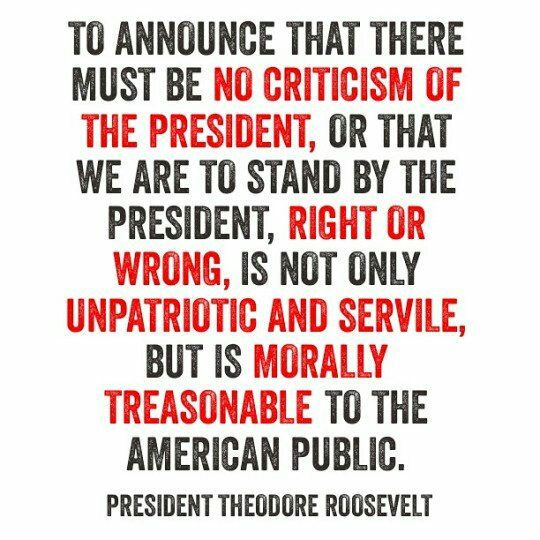 TO ANNOUNCE THAT THERE
MUST BE NO CRITICISM OF
THE PRESIDENT, OR THAT
WE ARE TO STAND BY THE
PRESIDENT, RIGHT OR
WRONG, IS NOT ONLY
UNPATRIOTIC AND SERVILE,
BUT IS MORALLY
TREASONABLE TO THE
AMERICAN PUBLIC.
PRESIDENT THEODORE ROOSEVELT